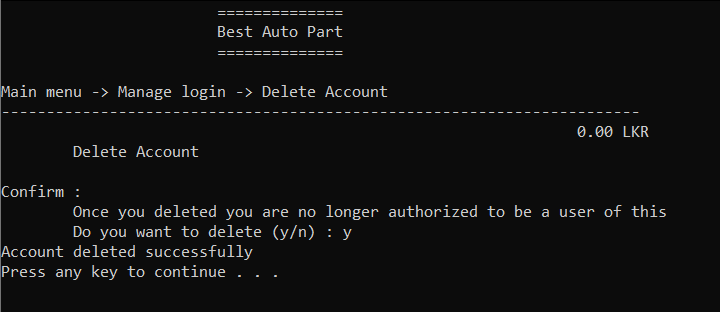 ==============
Best Auto Part
==============
Main menu -> Manage login -> Delete Account
-----------------------------------------------------------------------
0.00 LKR
Delete Account
Confirm :
Once you deleted you are no longer authorized to be a user of this
Do you want to delete (y/n) : y
Account deleted successfully
Press any key to continue . . .